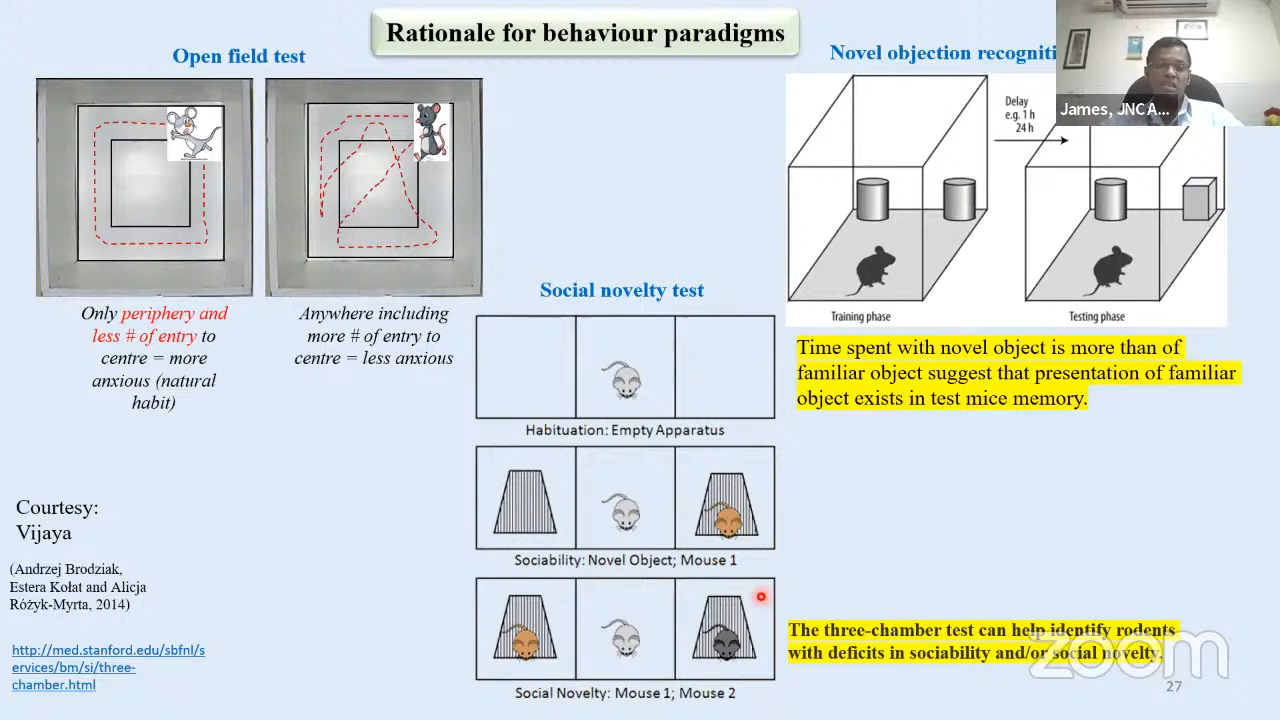 Rationale for behaviour paradigms
Open field test
Only periphery and
less # of entry to
centre = more
anxious (natural
habit)
Anywhere including
more # of entry to
centre = less anxious
Social novelty test
Habituation: Empty Apparatus
Sociability: Novel Object; Mouse 1
Social Novelty: Mouse 1; Mouse 2
Novel objection recogniti
James, JNCA...
Delay
e.g. 1 h
24 h
Training phase
Testing phase
Time spent with novel object is more than of
familiar object suggest that presentation of familiar
object exists in test mice memory.
Courtesy:
Vijaya
(Andrzej Brodziak,
Estera Kołat and Alicja
Różyk-Myrta, 2014)
http://med.stanford.edu/sbfnl/s
ervices/bm/si/three-
chamber.html
The three-chamber test can help identify rodents
with deficits in sociability and/or social novelty.
zoom
27